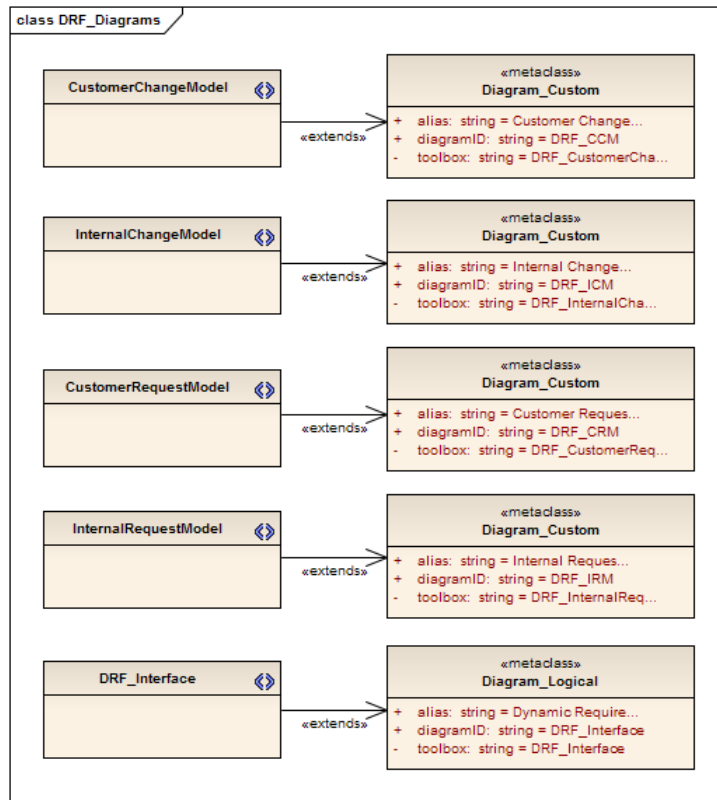 class DRF_Diagrams
CustomerChangeModel
«extends»
«metaclass»
Diagram_Custom
+ alias: string = Customer Change...
+ diagramID: string = DRF_CCM
- toolbox: string = DRF_CustomerCha...
InternalChangeModel
«extends»
«metaclass»
Diagram_Custom
+ alias: string = Internal Change...
+ diagramID: string = DRF_ICM
- toolbox: string = DRF_InternalCha...
CustomerRequestModel
«extends»
«metaclass»
Diagram_Custom
+ alias: string = Customer Reques...
+ diagramID: string = DRF_CRM
- toolbox: string = DRF_CustomerReq...
InternalRequestModel
«extends»
«metaclass»
Diagram_Custom
+ alias: string = Internal Reques...
+ diagramID: string = DRF_IRM
- toolbox: string = DRF_InternalReq...
DRF_Interface
«extends»
«metaclass»
Diagram_Logical
+ alias: string = Dynamic Require...
+ diagramID: string = DRF_Interface
- toolbox: string = DRF_Interface